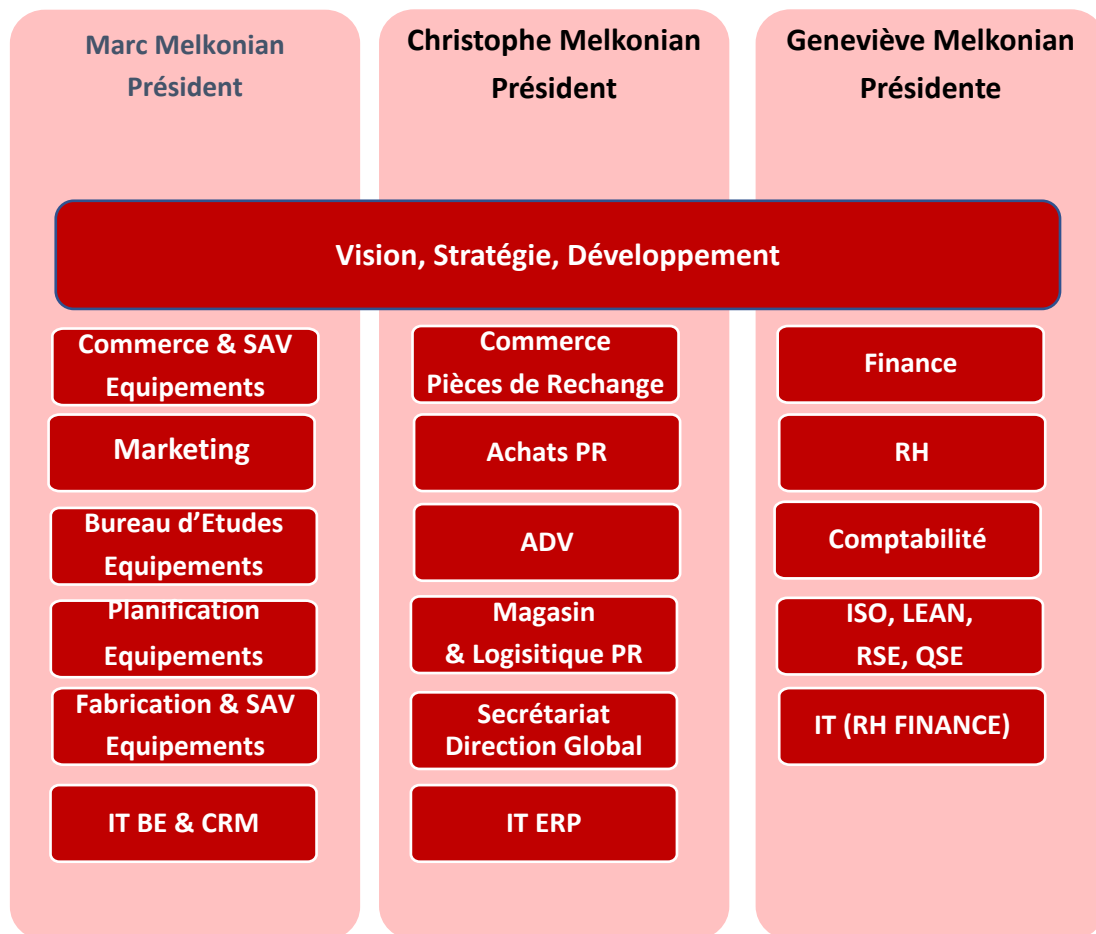 Marc Melkonian
Président
Christophe Melkonian
Président
Geneviève Melkonian
Présidente
Vision, Stratégie, Développement
Commerce & SAV
Equipements
Marketing
Bureau d’Etudes
Equipements
Planification
Equipements
Fabrication & SAV
Equipements
IT BE & CRM
Commerce
Pièces de Rechange
Achats PR
ADV
Magasin
& Logisitique PR
Secrétariat
Direction Global
IT ERP
Finance
RH
Comptabilité
ISO, LEAN,
RSE, QSE
IT (RH FINANCE)